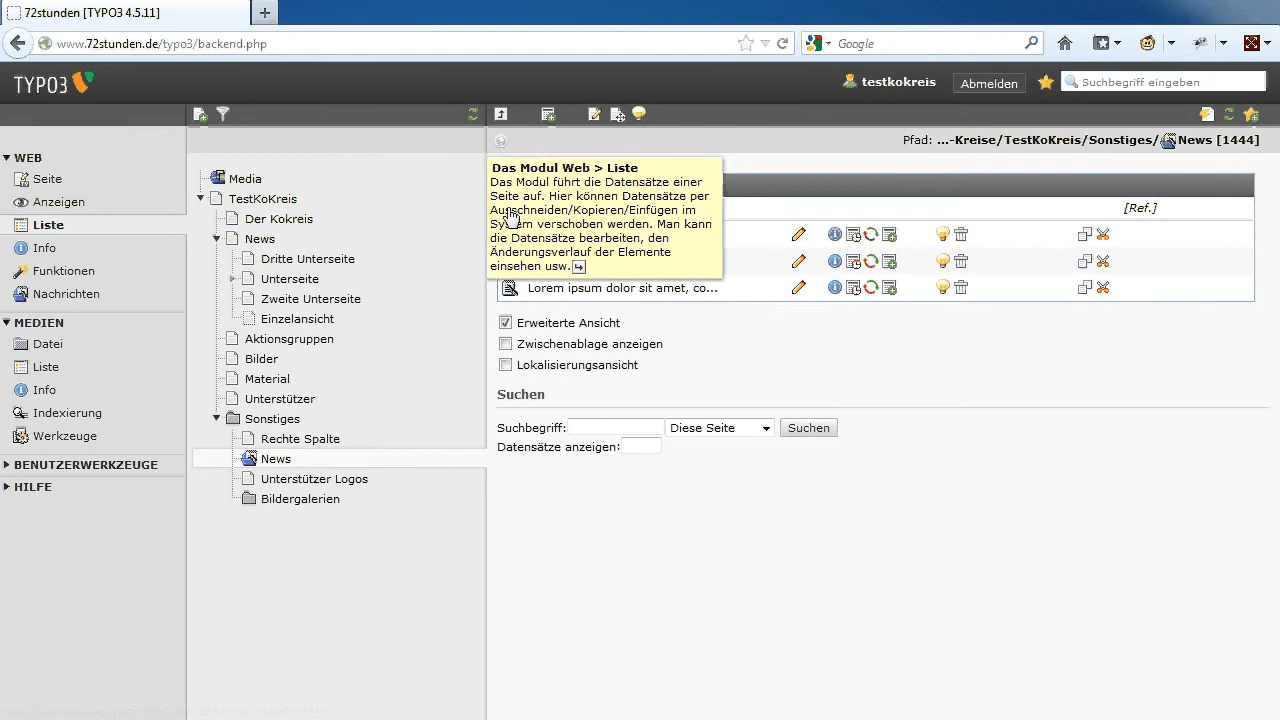 72stunden [TYPO3 4.5.11]
www.72stunden.de/typo3/backend.php
Google
TYPO3
testkokreis
Abmelden
Suchbegriff eingeben
Pfad: ...-Kreise/TestKoKreis/Sonstiges/ News [1444]
WEB
Seite
Anzeigen
Liste
Info
Funktionen
Nachrichten
MEDIEN
Datei
Liste
Info
Indexierung
Werkzeuge
BENUTZERWERKZEUGE
HILFE
Media
TestKoKreis
Der Kokreis
News
Dritte Unterseite
Unterseite
Zweite Unterseite
Einzelansicht
Aktionsgruppen
Bilder
Material
Unterstützer
Sonstiges
Rechte Spalte
News
Unterstützer Logos
Bildergalerien
Das Modul Web > Liste
Das Modul führt die Datensätze einer
Seite auf. Hier können Datensätze per
Ausschneiden/Kopieren/Einfügen im
System verschoben werden. Man kann
die Datensätze bearbeiten, den
Änderungsverlauf der Elemente
einsehen usw.
[Ref.]
Lorem ipsum dolor sit amet, co...
Erweiterte Ansicht
Zwischenablage anzeigen
Lokalisierungsansicht
Suchen
Suchbegriff: Diese Seite Suchen
Datensätze anzeigen: